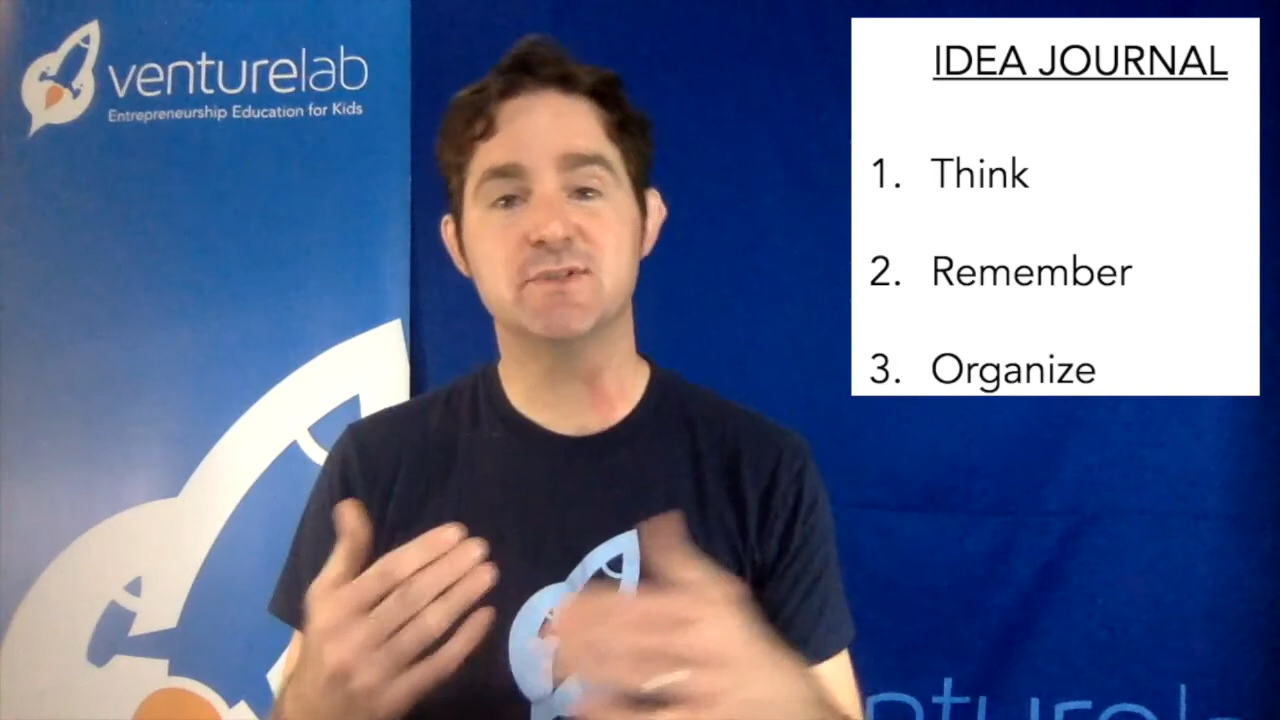 venturelab
Entrepreneurship Education for Kids
IDEA JOURNAL
1. Think
2. Remember
3. Organize